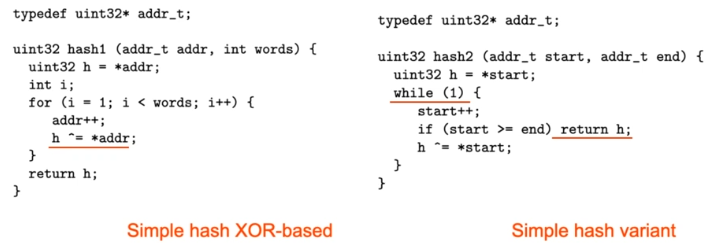 typedef uint32* addr_t;
uint32 hash1 (addr_t addr, int words) {
  uint32 h = *addr;
  int i;
  for (i = 1; i < words; i++) {
    addr++;
    h ^= *addr;
  }
  return h;
}
Simple hash XOR-based
typedef uint32* addr_t;
uint32 hash2 (addr_t start, addr_t end) {
  uint32 h = *start;
  while (1) {
    start++;
    if (start >= end) return h;
    h ^= *start;
  }
}
Simple hash variant